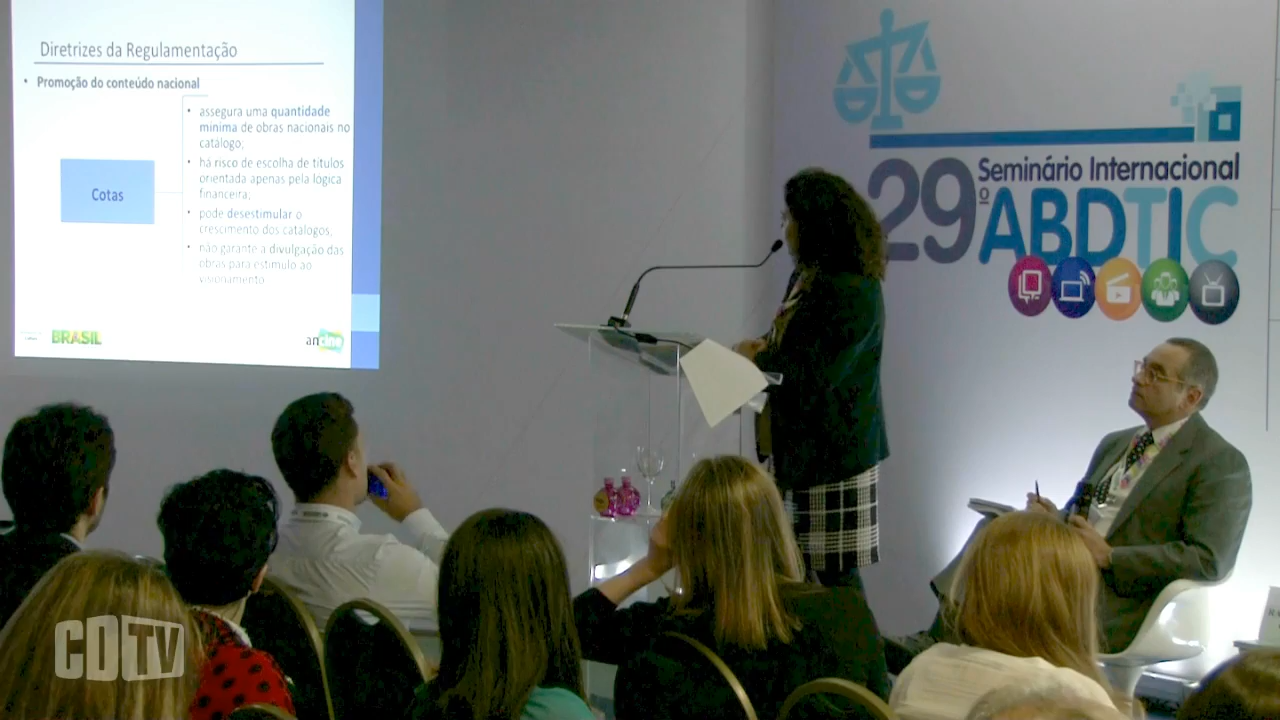 Diretrizes da Regulamentação
• Promoção do conteúdo nacional
• assegura uma quantidade
mínima de obras nacionais no
catálogo;
• há risco de escolha de títulos
orientada apenas pela lógica
financeira;
• pode desestimular o
crescimento dos catálogos;
• não garante a divulgação das
obras para estímulo ao
visionamento
Cotas
BRASIL
ancine
29º Seminário Internacional
ABDTIC
CDTV